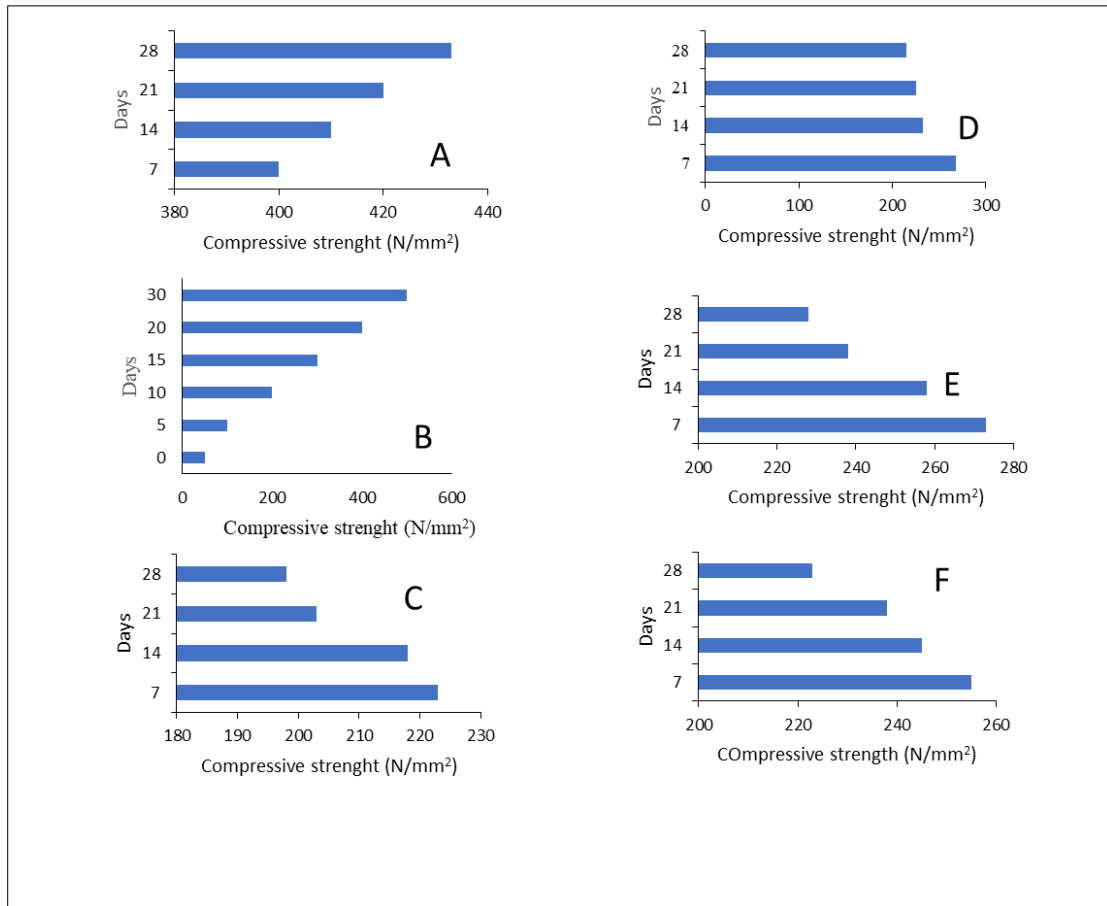 28
21
14
7
Days
A
380 400 420 440
Compressive strenght (N/mm²)
30
20
15
10
5
0
Days
B
0 200 400 600
Compressive strenght (N/mm²)
28
21
14
7
Days
C
180 190 200 210 220 230
Compressive strenght (N/mm²)
28
21
14
7
Days
D
0 100 200 300
Compressive strenght (N/mm²)
28
21
14
7
Days
E
200 220 240 260 280
Compressive strenght (N/mm²)
28
21
14
7
Days
F
200 220 240 260
COmpressive strength (N/mm²)